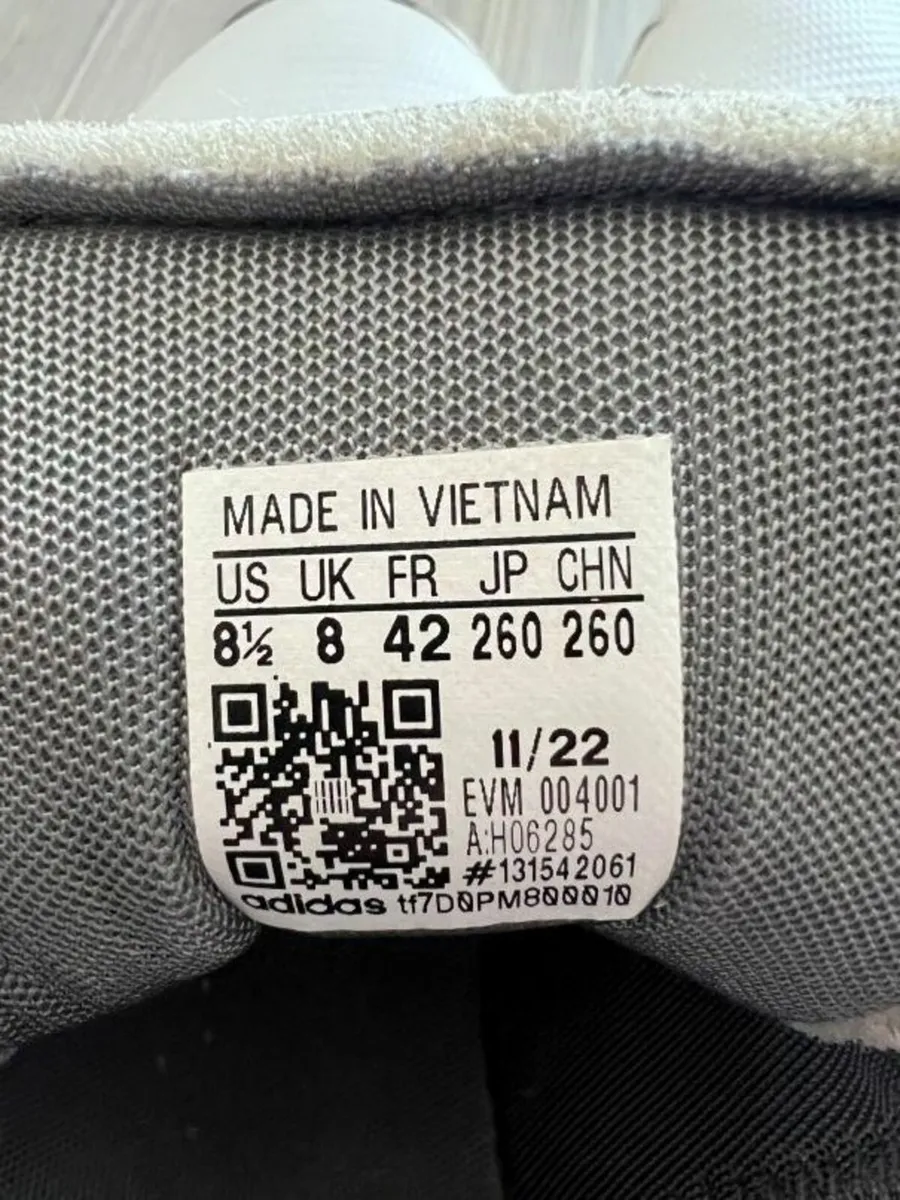 MADE IN VIETNAM
US UK FR JP CHN
8½ 8 42 260 260
11/22
EVM 004001
A:H06285
#131542061
adidas tf7D0PM800010